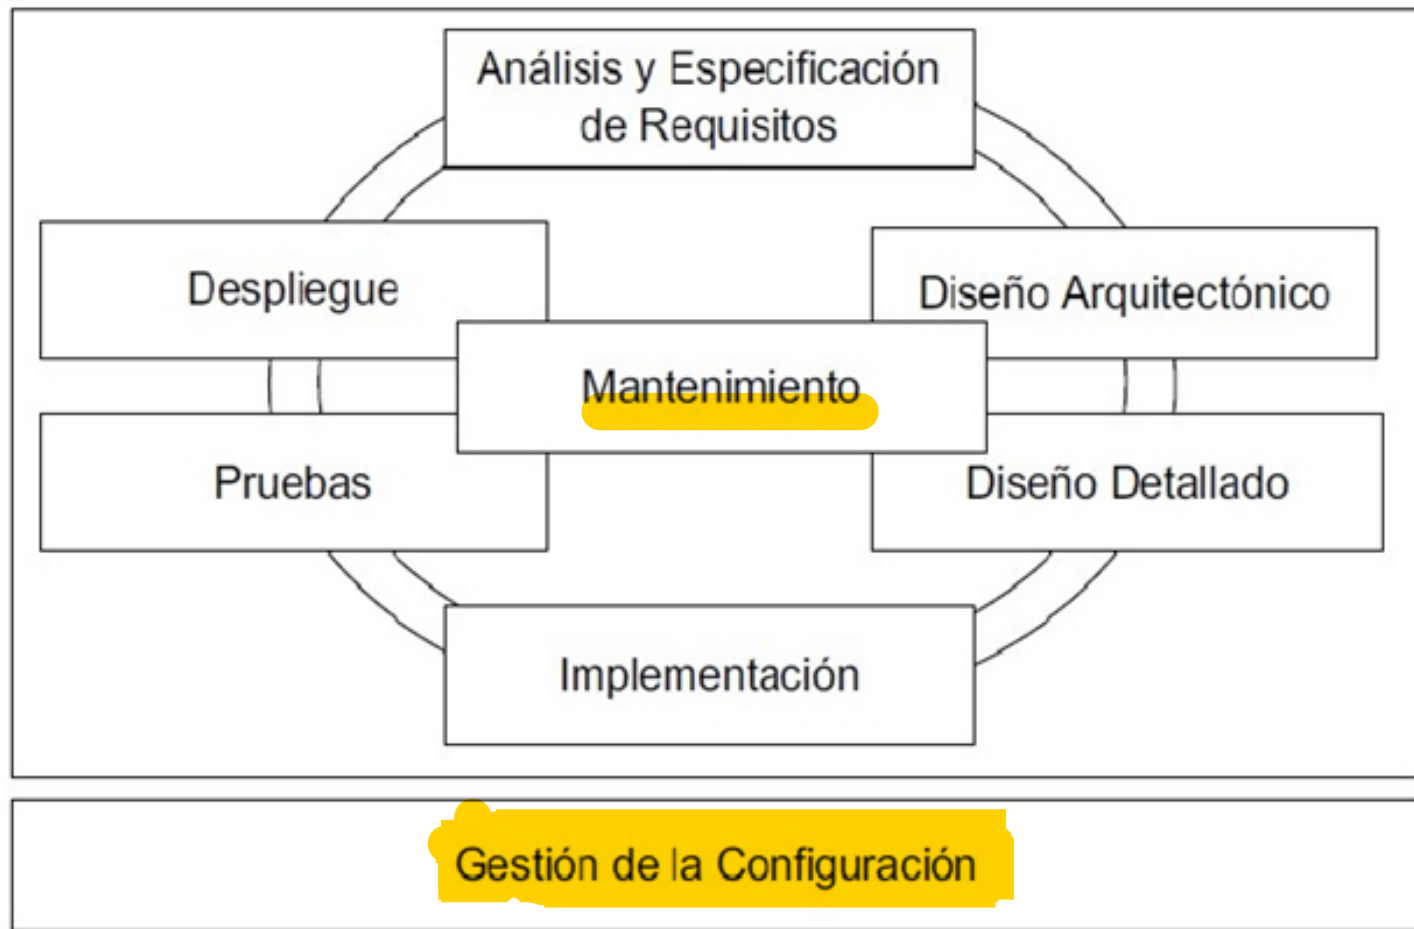 Análisis y Especificación
de Requisitos
Despliegue
Diseño Arquitectónico
Mantenimiento
Pruebas
Diseño Detallado
Implementación
Gestión de la Configuración